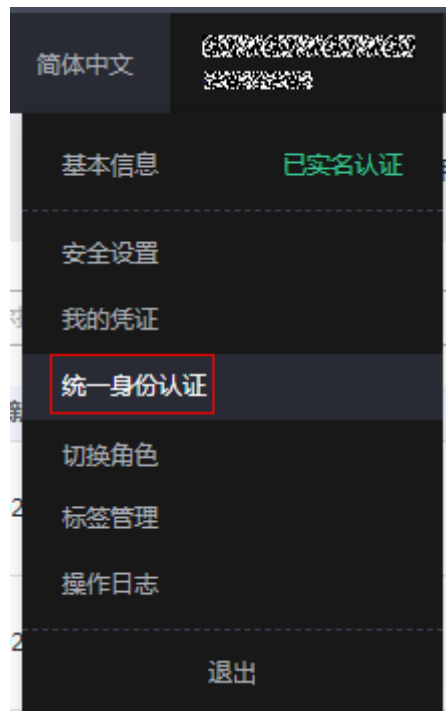 简体中文
基本信息 已实名认证
安全设置
我的凭证
统一身份认证
切换角色
标签管理
操作日志
退出